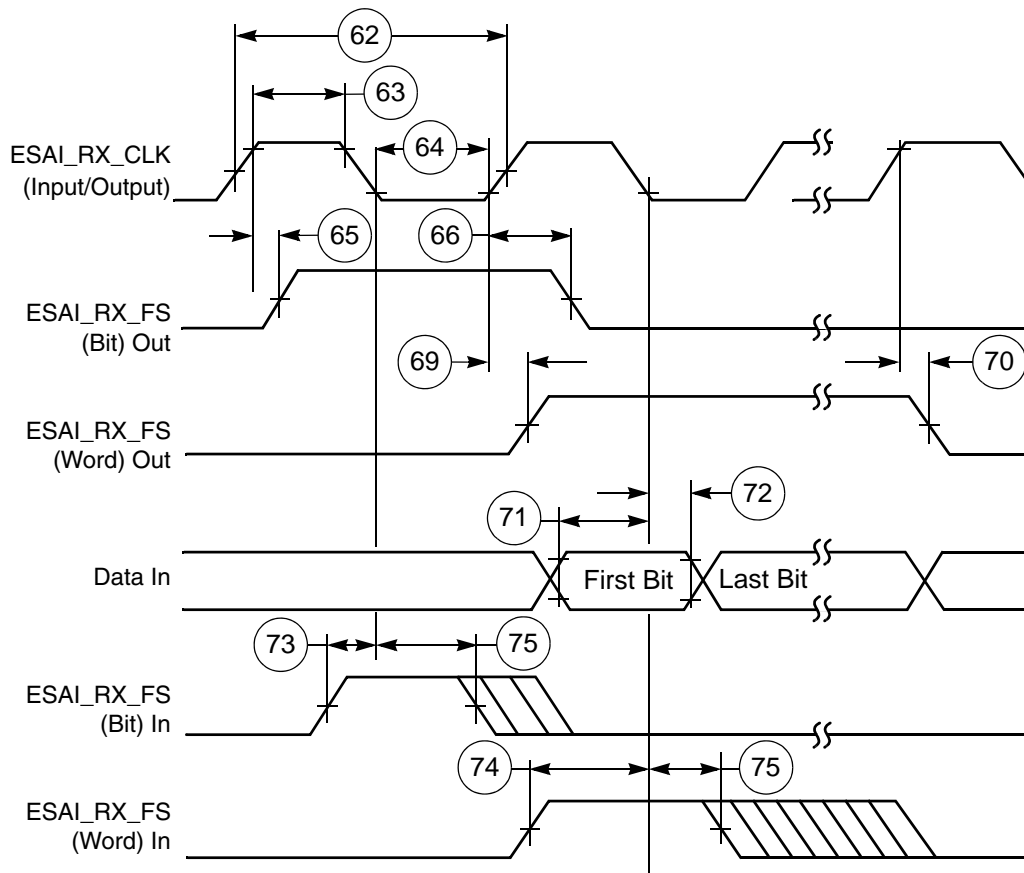 62
63
ESAI_RX_CLK
(Input/Output)
64
65
66
ESAI_RX_FS
(Bit) Out
69
70
ESAI_RX_FS
(Word) Out
71
72
Data In
First Bit
Last Bit
73
75
ESAI_RX_FS
(Bit) In
74
75
ESAI_RX_FS
(Word) In